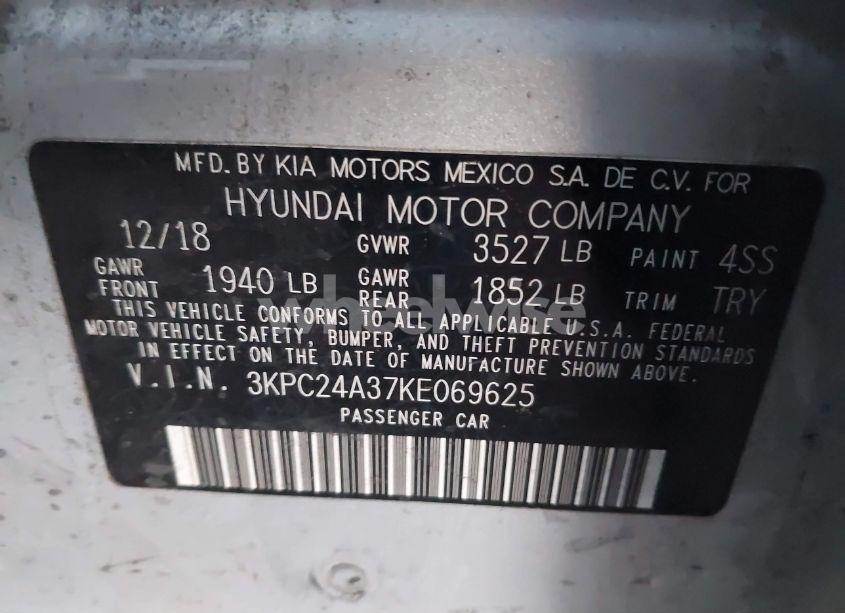 MFD. BY KIA MOTORS MEXICO S.A. DE C.V. FOR
HYUNDAI MOTOR COMPANY
12/18 GVWR 3527 LB PAINT 4SS
GAWR FRONT 1940 LB GAWR REAR 1852 LB TRIM TRY
THIS VEHICLE CONFORMS TO ALL APPLICABLE U.S.A. FEDERAL
MOTOR VEHICLE SAFETY, BUMPER, AND THEFT PREVENTION STANDARDS
IN EFFECT ON THE DATE OF MANUFACTURE SHOWN ABOVE.
V.I.N. 3KPC24A37KE069625
PASSENGER CAR
wheelwise